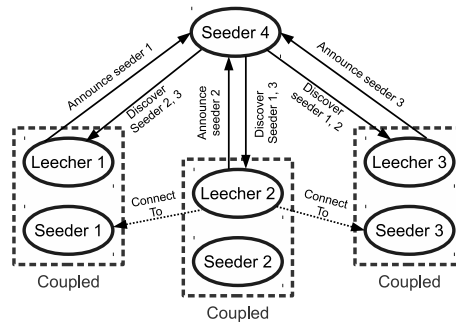 Seeder 4
Announce seeder 1
Discover
Seeder 2, 3
Announce
seeder 2
Discover
Seeder 1, 3
Discover
seeder 1, 2
Announce seeder 3
Leecher 1
Leecher 2
Leecher 3
Connect
To
Connect
To
Seeder 1
Seeder 2
Seeder 3
Coupled
Coupled
Coupled